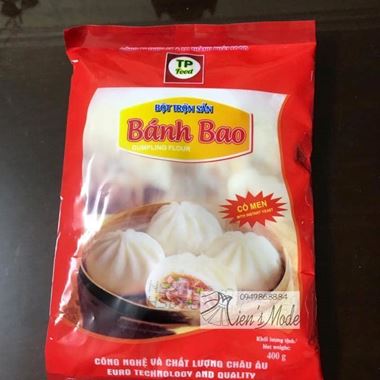 TP
Food
BỘT TRỘN SẴN
Bánh Bao
DUMPLING FLOUR
CÓ MEN
WITH INSTANT YEAST
0949868884
Xien's Mode
Khối lượng tịnh/
Net weight:
400 g
CÔNG NGHỆ VÀ CHẤT LƯỢNG CHÂU ÂU
EURO TECHNOLOGY AND QUALITY